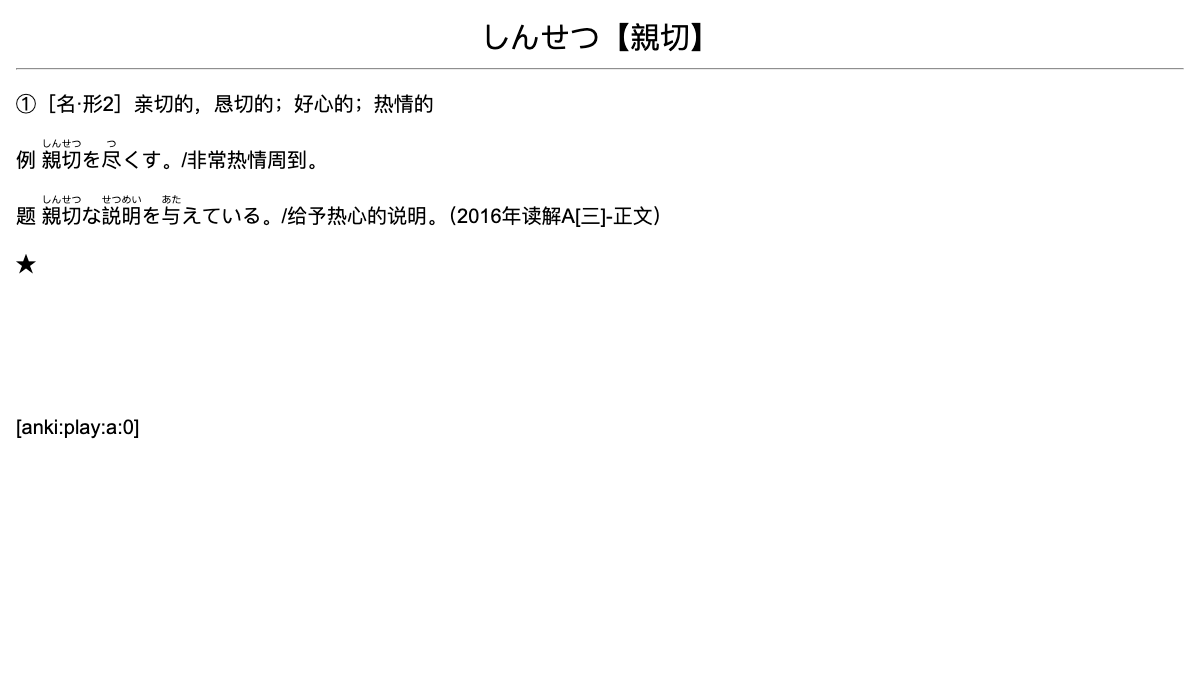 しんせつ【親切】
①［名·形2］亲切的，恳切的；好心的；热情的
しんせつ つ
例 親切を尽くす。/非常热情周到。
しんせつ せつめい あた
题 親切な説明を与えている。/给予热心的说明。（2016年读解A[三]-正文）
★
[anki:play:a:0]